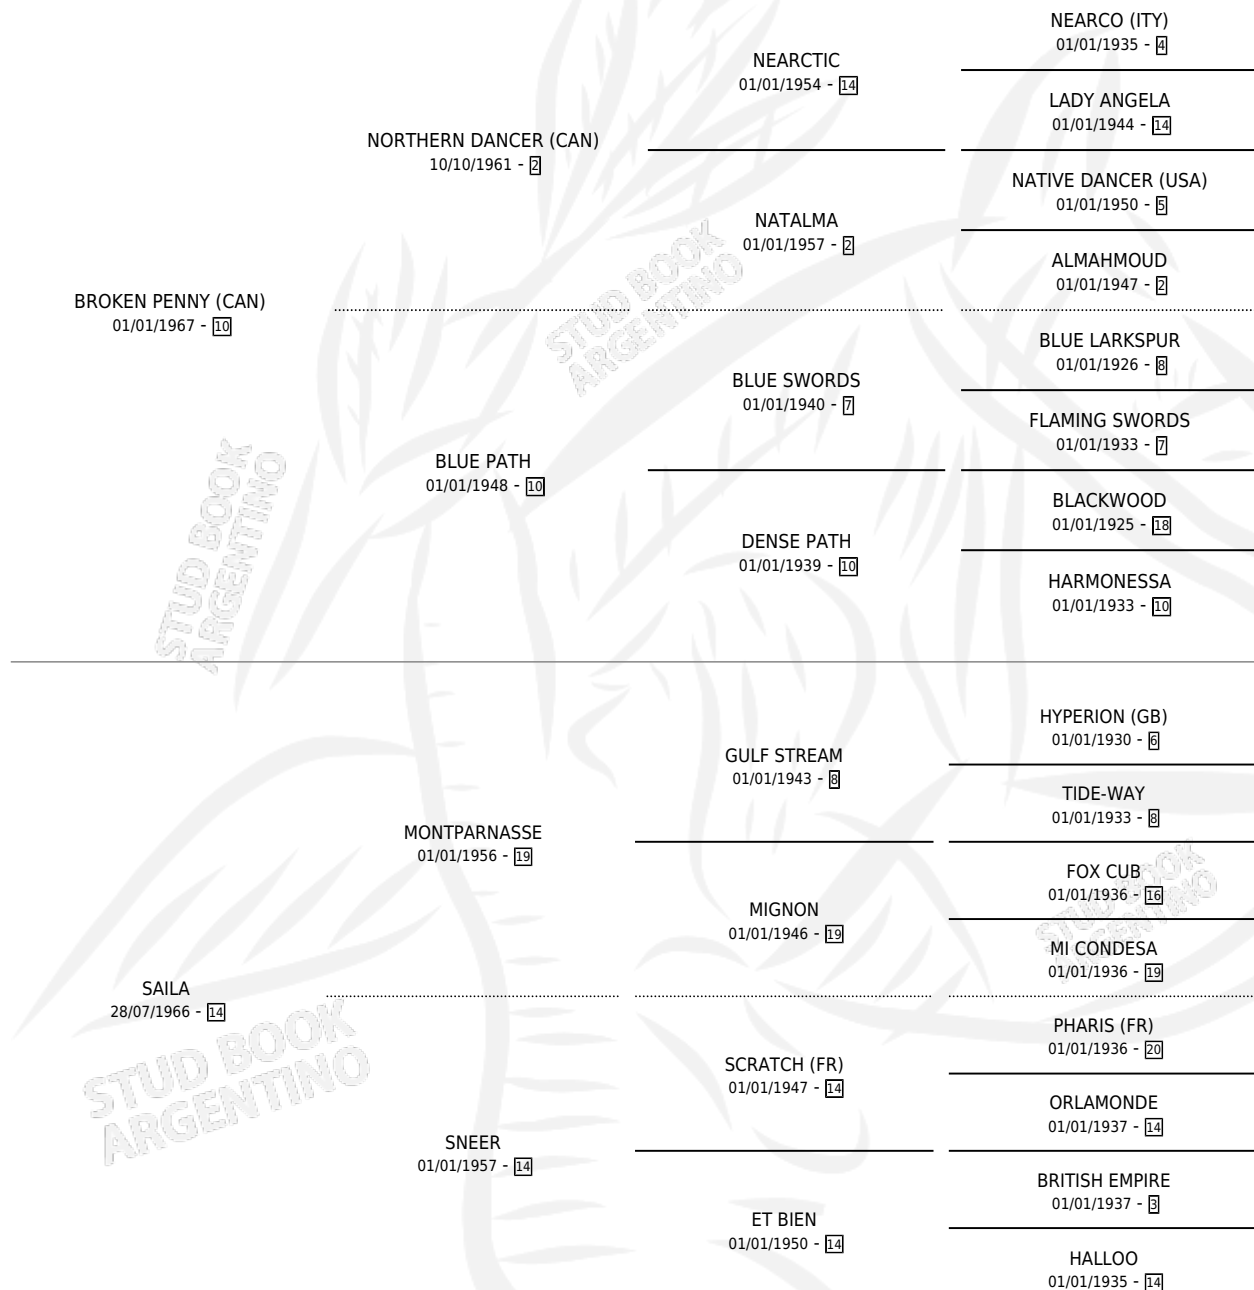 NEARCO (ITY)
01/01/1935 - 4
NEARCTIC
01/01/1954 - 14
LADY ANGELA
01/01/1944 - 14
NORTHERN DANCER (CAN)
10/10/1961 - 2
NATIVE DANCER (USA)
01/01/1950 - 5
NATALMA
01/01/1957 - 2
ALMAHMOUD
01/01/1947 - 2
BROKEN PENNY (CAN)
01/01/1967 - 10
STUD BOOK
ARGENTINO
BLUE LARKSPUR
01/01/1926 - 8
BLUE SWORDS
01/01/1940 - 7
FLAMING SWORDS
01/01/1933 - 7
BLUE PATH
01/01/1948 - 10
BLACKWOOD
01/01/1925 - 18
DENSE PATH
01/01/1939 - 10
HARMONESSA
01/01/1933 - 10
STUD BOOK
ARGENTINO
HYPERION (GB)
01/01/1930 - 6
GULF STREAM
01/01/1943 - 8
TIDE-WAY
01/01/1933 - 8
MONTPARNASSE
01/01/1956 - 19
FOX CUB
01/01/1936 - 16
MIGNON
01/01/1946 - 19
STUD BOOK
ARGENTINO
MI CONDESA
01/01/1936 - 19
SAILA
28/07/1966 - 14
PHARIS (FR)
01/01/1936 - 20
SCRATCH (FR)
01/01/1947 - 14
ORLAMONDE
01/01/1937 - 14
STUD BOOK
ARGENTINO
SNEER
01/01/1957 - 14
BRITISH EMPIRE
01/01/1937 - 3
ET BIEN
01/01/1950 - 14
HALLOO
01/01/1935 - 14